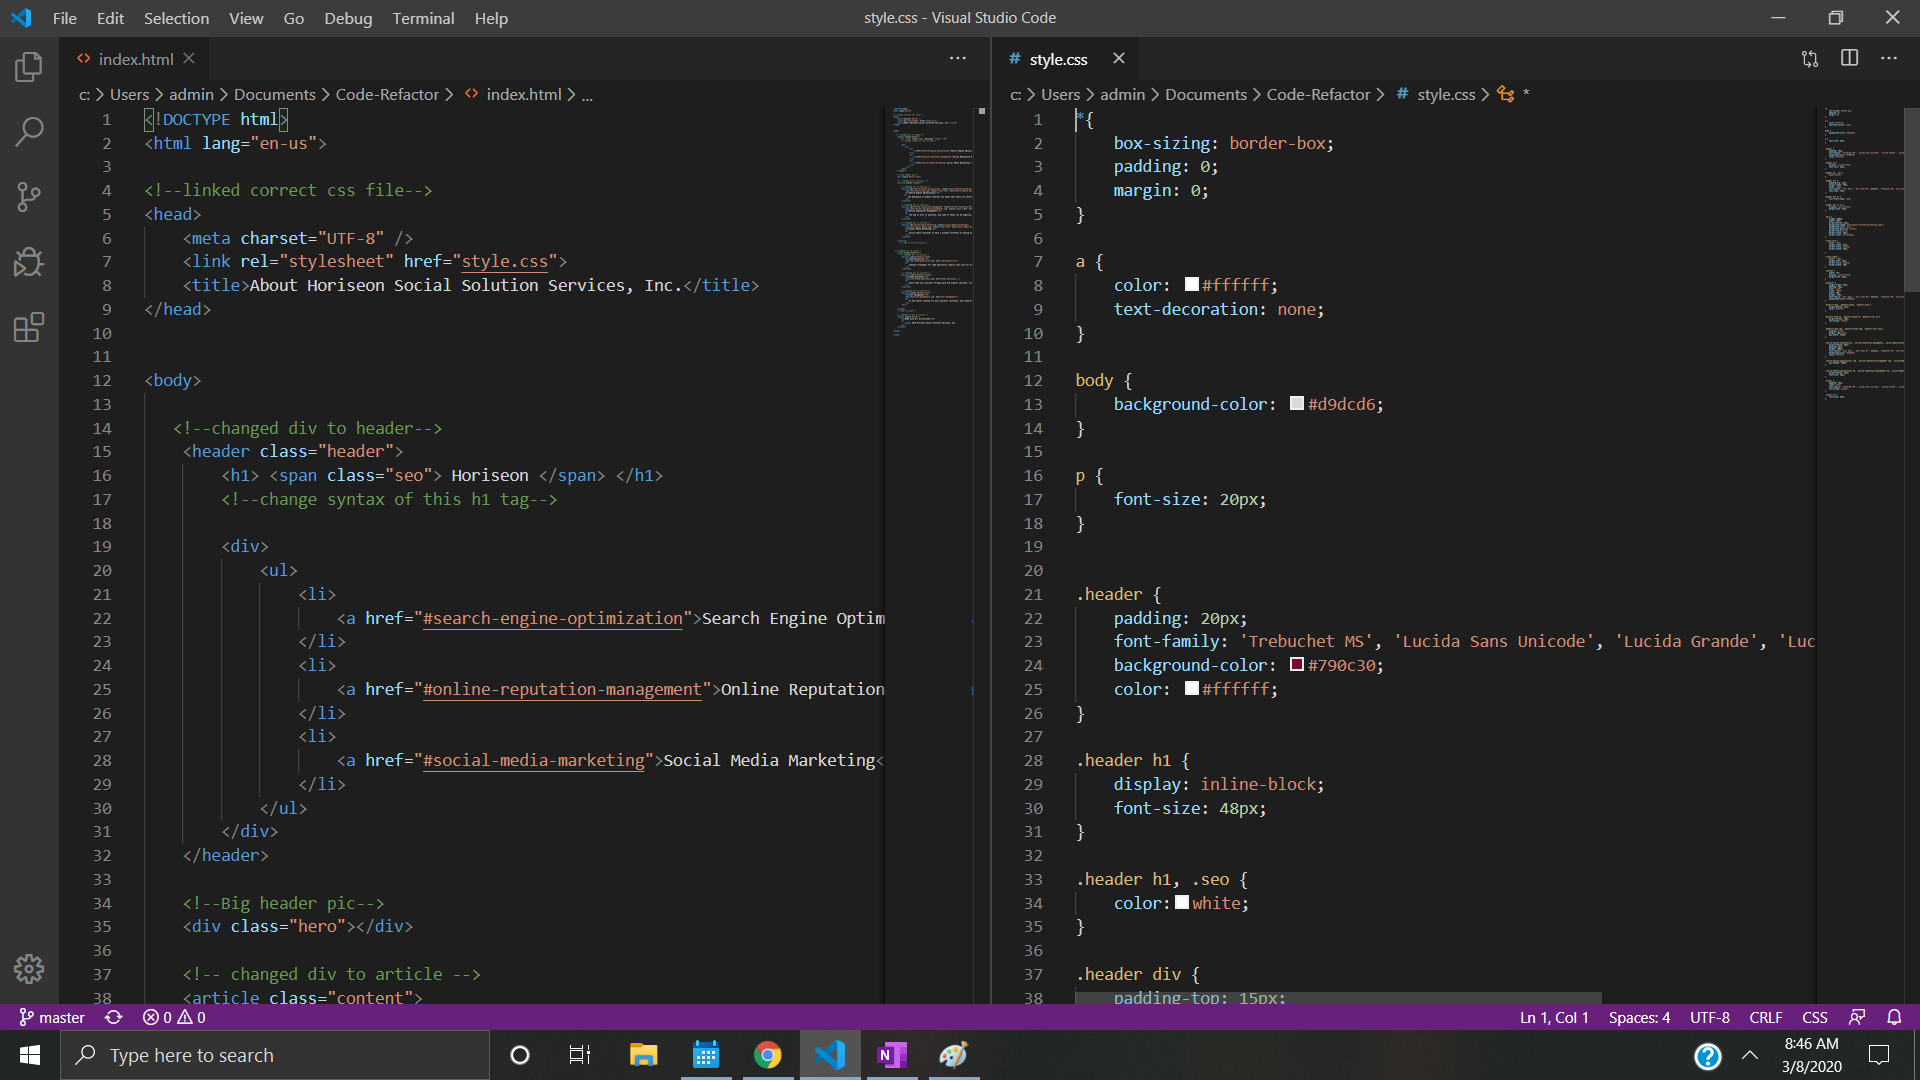 File Edit Selection View Go Debug Terminal Help
style.css - Visual Studio Code
index.html
c: > Users > admin > Documents > Code-Refactor > index.html > ...
1 <!DOCTYPE html>
2 <html lang="en-us">
3
4 <!--linked correct css file-->
5 <head>
6 <meta charset="UTF-8" />
7 <link rel="stylesheet" href="style.css">
8 <title>About Horiseon Social Solution Services, Inc.</title>
9 </head>
10
11
12 <body>
13
14 <!--changed div to header-->
15 <header class="header">
16 <h1> <span class="seo"> Horiseon </span> </h1>
17 <!--change syntax of this h1 tag-->
18
19 <div>
20 <ul>
21 <li>
22 <a href="#search-engine-optimization">Search Engine Optim
23 </li>
24 <li>
25 <a href="#online-reputation-management">Online Reputation
26 </li>
27 <li>
28 <a href="#social-media-marketing">Social Media Marketing<
29 </li>
30 </ul>
31 </div>
32 </header>
33
34 <!--Big header pic-->
35 <div class="hero"></div>
36
37 <!-- changed div to article -->
38 <article class="content">
# style.css
c: > Users > admin > Documents > Code-Refactor > # style.css > *
1 *{
2 box-sizing: border-box;
3 padding: 0;
4 margin: 0;
5 }
6
7 a {
8 color: #ffffff;
9 text-decoration: none;
10 }
11
12 body {
13 background-color: #d9dcd6;
14 }
15
16 p {
17 font-size: 20px;
18 }
19
20
21 .header {
22 padding: 20px;
23 font-family: 'Trebuchet MS', 'Lucida Sans Unicode', 'Lucida Grande', 'Luc
24 background-color: #790c30;
25 color: #ffffff;
26 }
27
28 .header h1 {
29 display: inline-block;
30 font-size: 48px;
31 }
32
33 .header h1, .seo {
34 color: white;
35 }
36
37 .header div {
38 padding-top: 15px;
master 0 0
Ln 1, Col 1 Spaces: 4 UTF-8 CRLF CSS
Type here to search
N
?
8:46 AM
3/8/2020